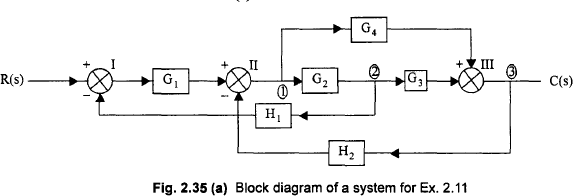 G4
+ I + II + III ③
R(s) G1 ① G2 ② G3 C(s)
− −
H1
H2
Fig. 2.35 (a) Block diagram of a system for Ex. 2.11